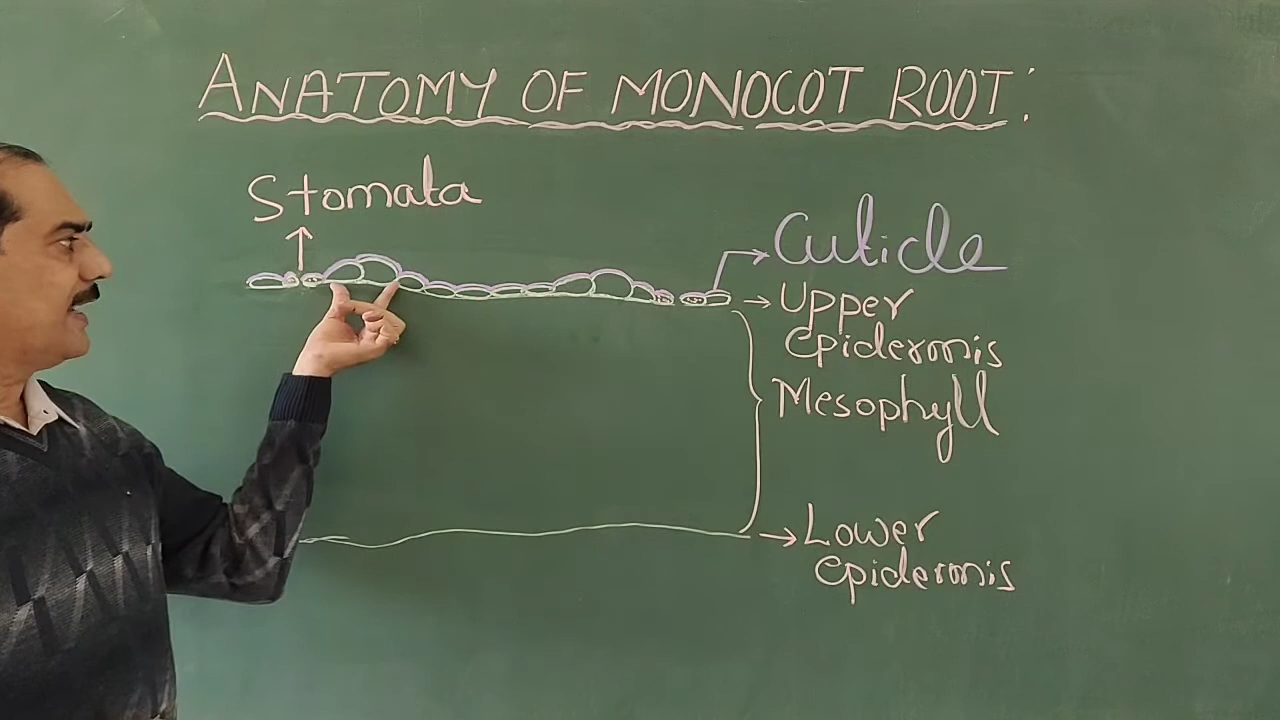 ANATOMY OF MONOCOT ROOT:
Stomata
Cuticle
Upper
Epidermis
Mesophyll
Lower
Epidermis